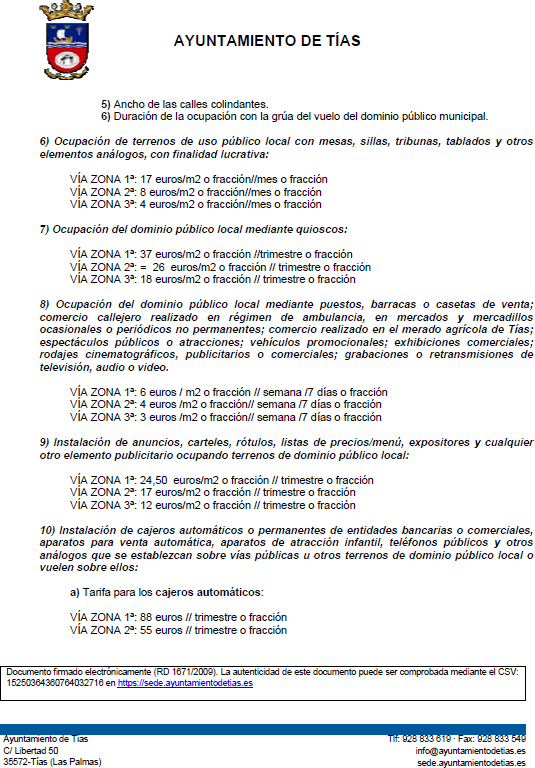 AYUNTAMIENTO DE TÍAS
5) Ancho de las calles colindantes.
6) Duración de la ocupación con la grúa del vuelo del dominio público municipal.
6) Ocupación de terrenos de uso público local con mesas, sillas, tribunas, tablados y otros
elementos análogos, con finalidad lucrativa:
VÍA ZONA 1ª: 17 euros/m2 o fracción//mes o fracción
VÍA ZONA 2ª: 8 euros/m2 o fracción//mes o fracción
VÍA ZONA 3ª: 4 euros/m2 o fracción//mes o fracción
7) Ocupación del dominio público local mediante quioscos:
VÍA ZONA 1ª: 37 euros/m2 o fracción //trimestre o fracción
VÍA ZONA 2ª: = 26 euros/m2 o fracción // trimestre o fracción
VÍA ZONA 3ª: 18 euros/m2 o fracción // trimestre o fracción
8) Ocupación del dominio público local mediante puestos, barracas o casetas de venta;
comercio callejero realizado en régimen de ambulancia, en mercados y mercadillos
ocasionales o periódicos no permanentes; comercio realizado en el merado agrícola de Tías;
espectáculos públicos o atracciones; vehículos promocionales; exhibiciones comerciales;
rodajes cinematográficos, publicitarios o comerciales; grabaciones o retransmisiones de
televisión, audio o video.
VÍA ZONA 1ª: 6 euros / m2 o fracción // semana /7 días o fracción
VÍA ZONA 2ª: 4 euros /m2 o fracción// semana /7 días o fracción
VÍA ZONA 3ª: 3 euros /m2 o fracción// semana /7 días o fracción
9) Instalación de anuncios, carteles, rótulos, listas de precios/menú, expositores y cualquier
otro elemento publicitario ocupando terrenos de dominio público local:
VÍA ZONA 1ª: 24,50 euros/m2 o fracción // trimestre o fracción
VÍA ZONA 2ª: 17 euros/m2 o fracción // trimestre o fracción
VÍA ZONA 3ª: 12 euros/m2 o fracción // trimestre o fracción
10) Instalación de cajeros automáticos o permanentes de entidades bancarias o comerciales,
aparatos para venta automática, aparatos de atracción infantil, teléfonos públicos y otros
análogos que se establezcan sobre vías públicas u otros terrenos de dominio público local o
vuelen sobre ellos:
a) Tarifa para los cajeros automáticos:
VÍA ZONA 1ª: 88 euros // trimestre o fracción
VÍA ZONA 2ª: 55 euros // trimestre o fracción
Documento firmado electrónicamente (RD 1671/2009). La autenticidad de este documento puede ser comprobada mediante el CSV:
15250364360764032716 en https://sede.ayuntamientodetias.es
Ayuntamiento de Tías
C/ Libertad 50
35572-Tías (Las Palmas)
Tlf: 928 833 619 · Fax: 928 833 549
info@ayuntamientodetias.es
sede.ayuntamientodetias.es